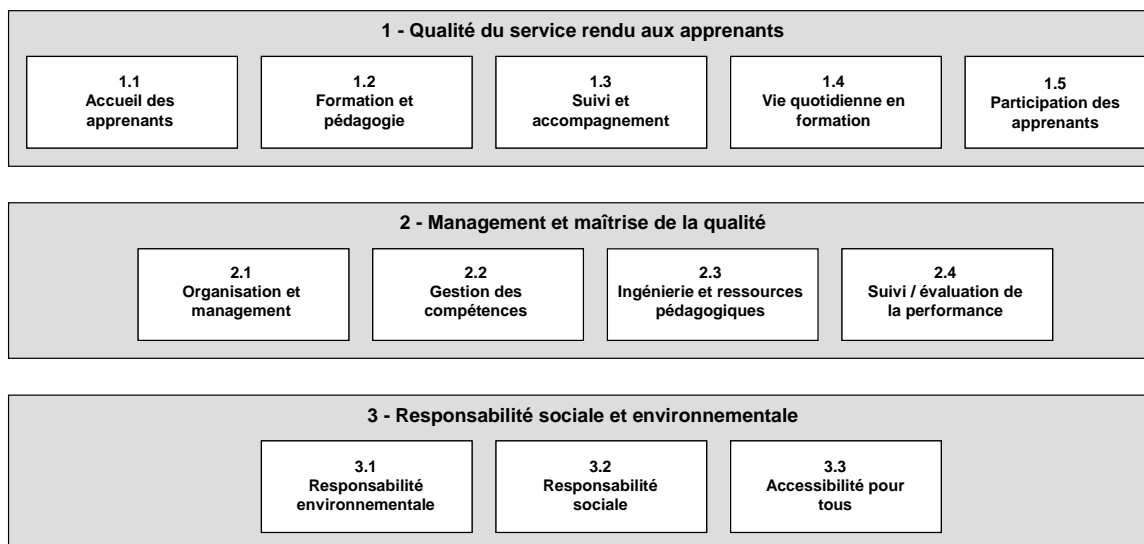 1 - Qualité du service rendu aux apprenants
1.1
Accueil des
apprenants
1.2
Formation et
pédagogie
1.3
Suivi et
accompagnement
1.4
Vie quotidienne en
formation
1.5
Participation des
apprenants
2 - Management et maîtrise de la qualité
2.1
Organisation et
management
2.2
Gestion des
compétences
2.3
Ingénierie et ressources
pédagogiques
2.4
Suivi / évaluation de
la performance
3 - Responsabilité sociale et environnementale
3.1
Responsabilité
environnementale
3.2
Responsabilité
sociale
3.3
Accessibilité pour
tous